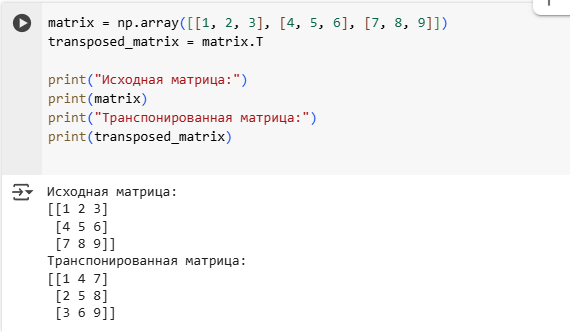 matrix = np.array([[1, 2, 3], [4, 5, 6], [7, 8, 9]])
transposed_matrix = matrix.T

print("Исходная матрица:")
print(matrix)
print("Транспонированная матрица:")
print(transposed_matrix)

Исходная матрица:
[[1 2 3]
 [4 5 6]
 [7 8 9]]
Транспонированная матрица:
[[1 4 7]
 [2 5 8]
 [3 6 9]]